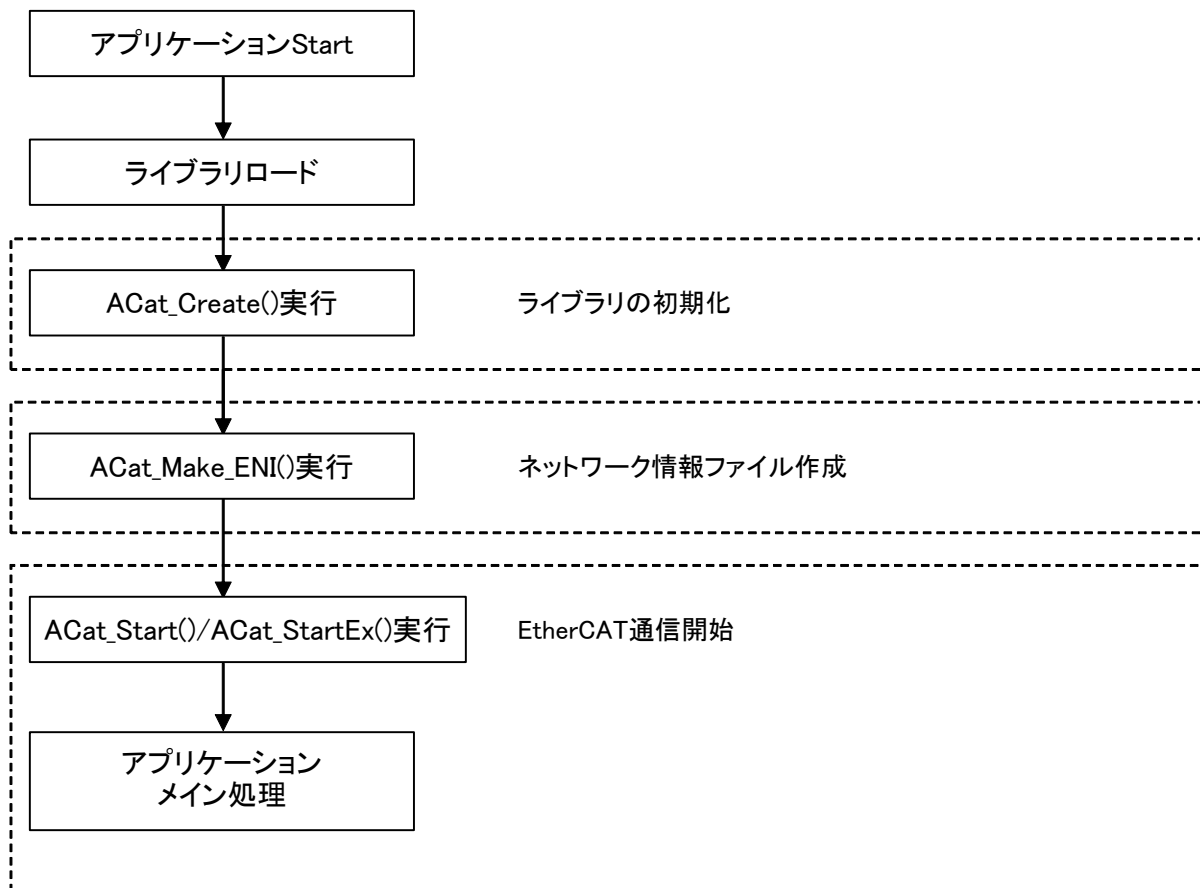 アプリケーションStart
ライブラリロード
ACat_Create()実行
ライブラリの初期化
ACat_Make_ENI()実行
ネットワーク情報ファイル作成
ACat_Start()/ACat_StartEx()実行
EtherCAT通信開始
アプリケーション
メイン処理